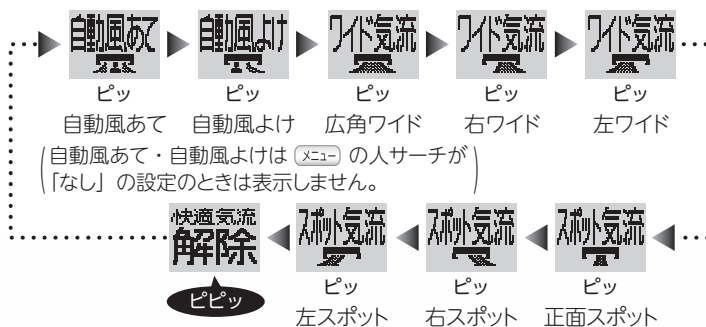 自動風あて 自動風よけ ワイド気流 ワイド気流 ワイド気流
ピッ ピッ ピッ ピッ ピッ
自動風あて 自動風よけ 広角ワイド 右ワイド 左ワイド
自動風あて・自動風よけは メニュー の人サーチが
「なし」の設定のときは表示しません。
快適気流 スポット気流 スポット気流 スポット気流
解除
ピピッ ピッ ピッ ピッ
左スポット 右スポット 正面スポット